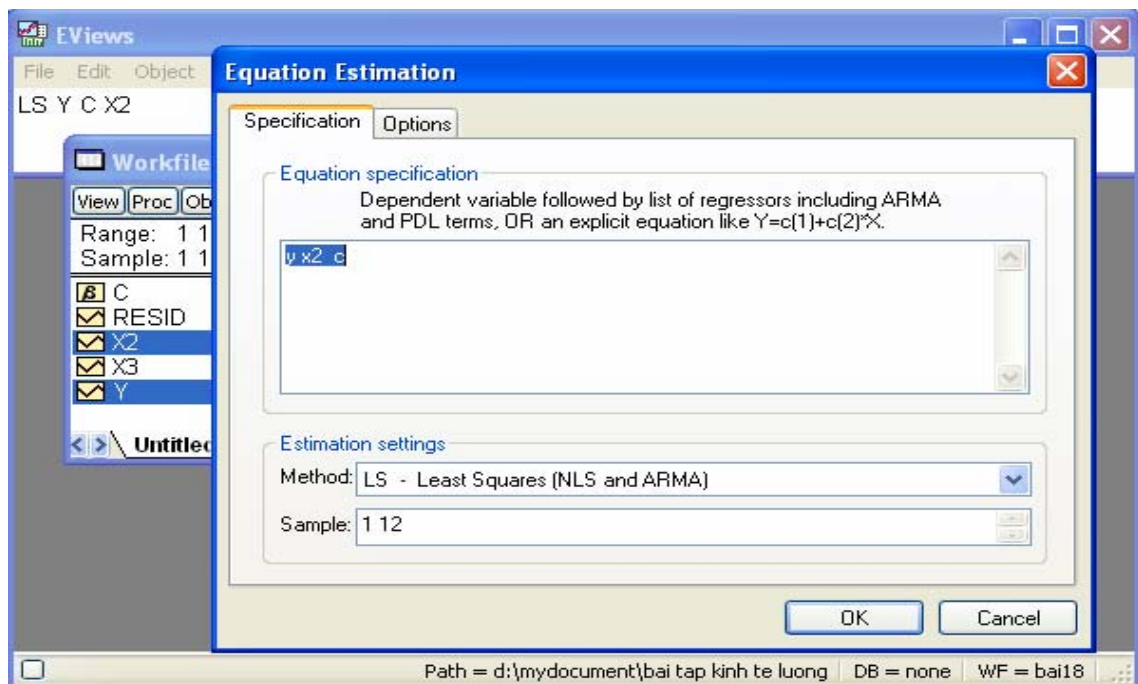 EViews
File Edit Object
LS Y C X2
Workfile
View Proc Ob
Range: 1 1
Sample: 1 1
β C
RESID
X2
X3
Y
Untitled
Equation Estimation
Specification Options
Equation specification
Dependent variable followed by list of regressors including ARMA
and PDL terms, OR an explicit equation like Y=c(1)+c(2)*X.
y x2 c
Estimation settings
Method: LS - Least Squares (NLS and ARMA)
Sample: 1 12
OK Cancel
Path = d:\mydocument\bai tap kinh te luong DB = none WF = bai18